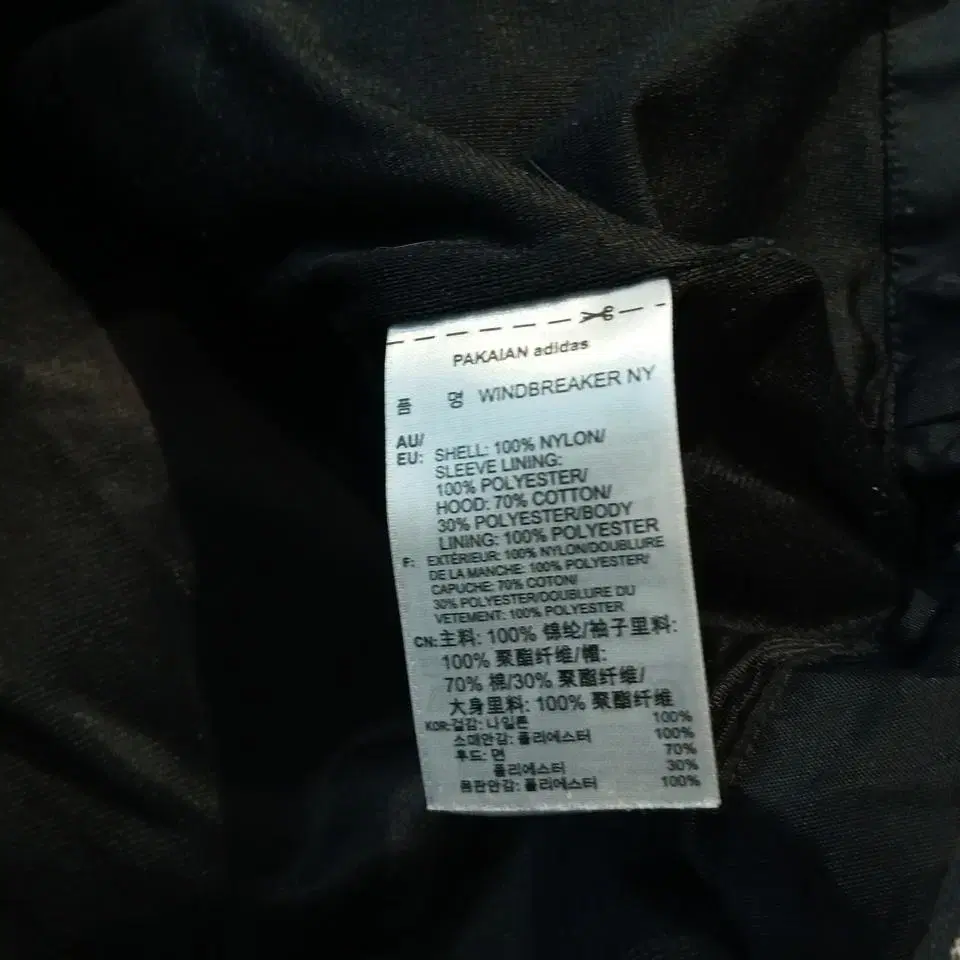 PAKAIAN adidas
품 명 WINDBREAKER NY
AU/
EU: SHELL: 100% NYLON/
SLEEVE LINING:
100% POLYESTER/
HOOD: 70% COTTON/
30% POLYESTER/BODY
LINING: 100% POLYESTER
F: EXTÉRIEUR: 100% NYLON/DOUBLURE
DE LA MANCHE: 100% POLYESTER/
CAPUCHE: 70% COTON/
30% POLYESTER/DOUBLURE DU
VETEMENT: 100% POLYESTER
CN: 主料: 100% 锦纶/袖子里料:
100% 聚酯纤维/帽:
70% 棉/30% 聚酯纤维/
大身里料: 100% 聚酯纤维
KOR: 겉감: 나일론 100%
소매안감: 폴리에스터 100%
후드: 면 70%
폴리에스터 30%
몸판안감: 폴리에스터 100%